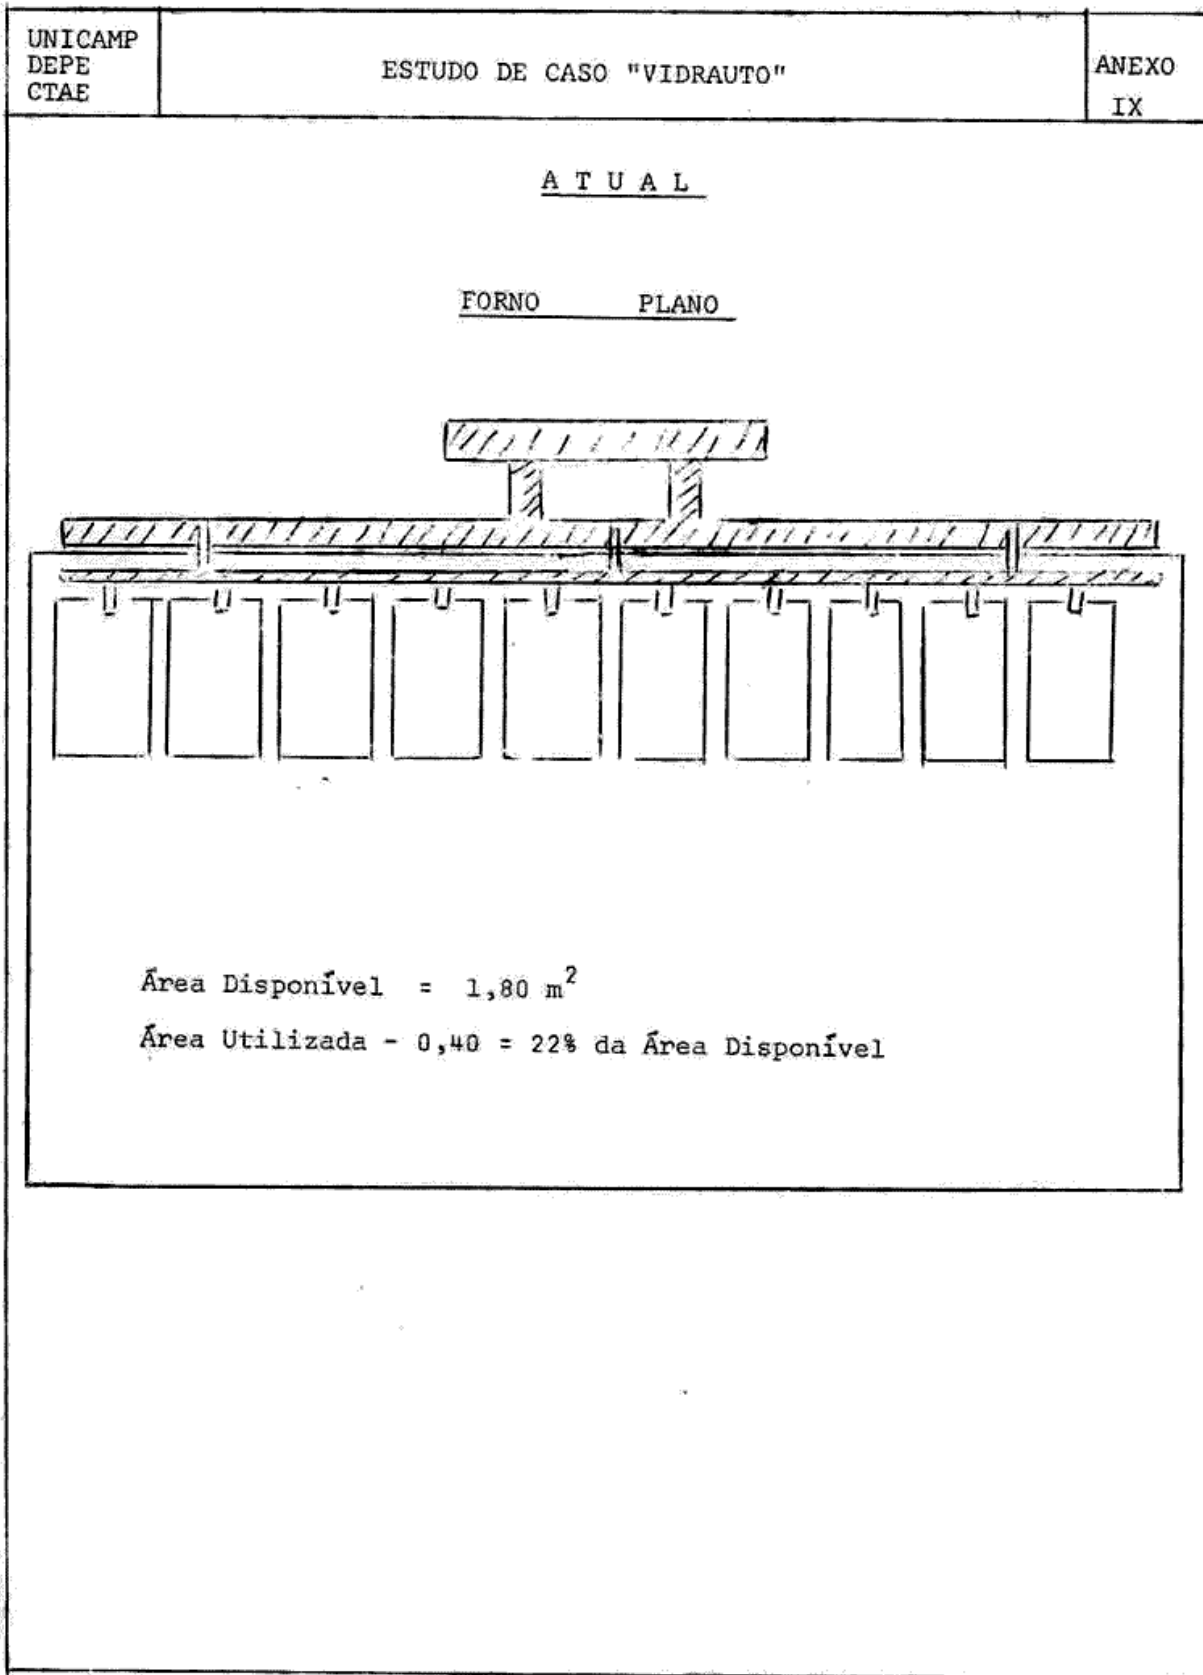 UNICAMP
DEPE
CTAE
ESTUDO DE CASO "VIDRAUTO"
ANEXO
IX
A T U A L
FORNO PLANO
Área Disponível = 1,80 m²
Área Utilizada - 0,40 = 22% da Área Disponível